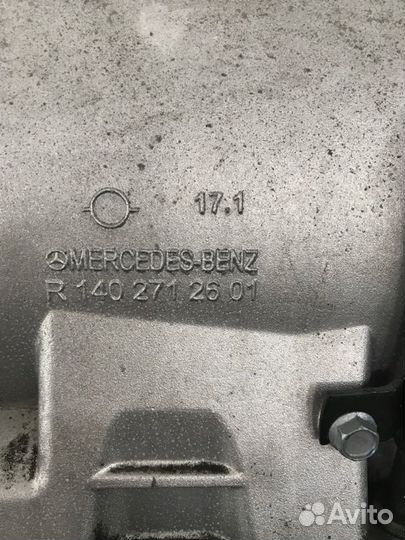 17.1
MERCEDES-BENZ
R 140 271 26 01
Avito